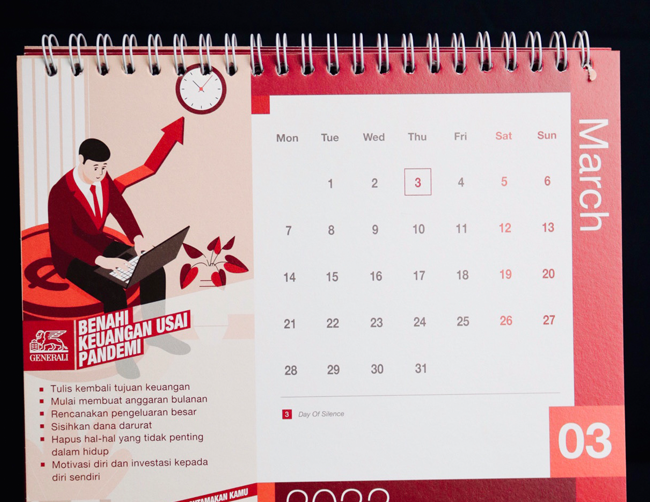 GENERALI
BENAHI
KEUANGAN USAI
PANDEMI
Tulis kembali tujuan keuangan
Mulai membuat anggaran bulanan
Rencanakan pengeluaran besar
Sisihkan dana darurat
Hapus hal-hal yang tidak penting
dalam hidup
Motivasi diri dan investasi kepada
diri sendiri
KAMU
Mon Tue Wed Thu Fri Sat Sun
1 2 3 4 5 6
7 8 9 10 11 12 13
14 15 16 17 18 19 20
21 22 23 24 25 26 27
28 29 30 31
3 Day Of Silence
March
03
2022